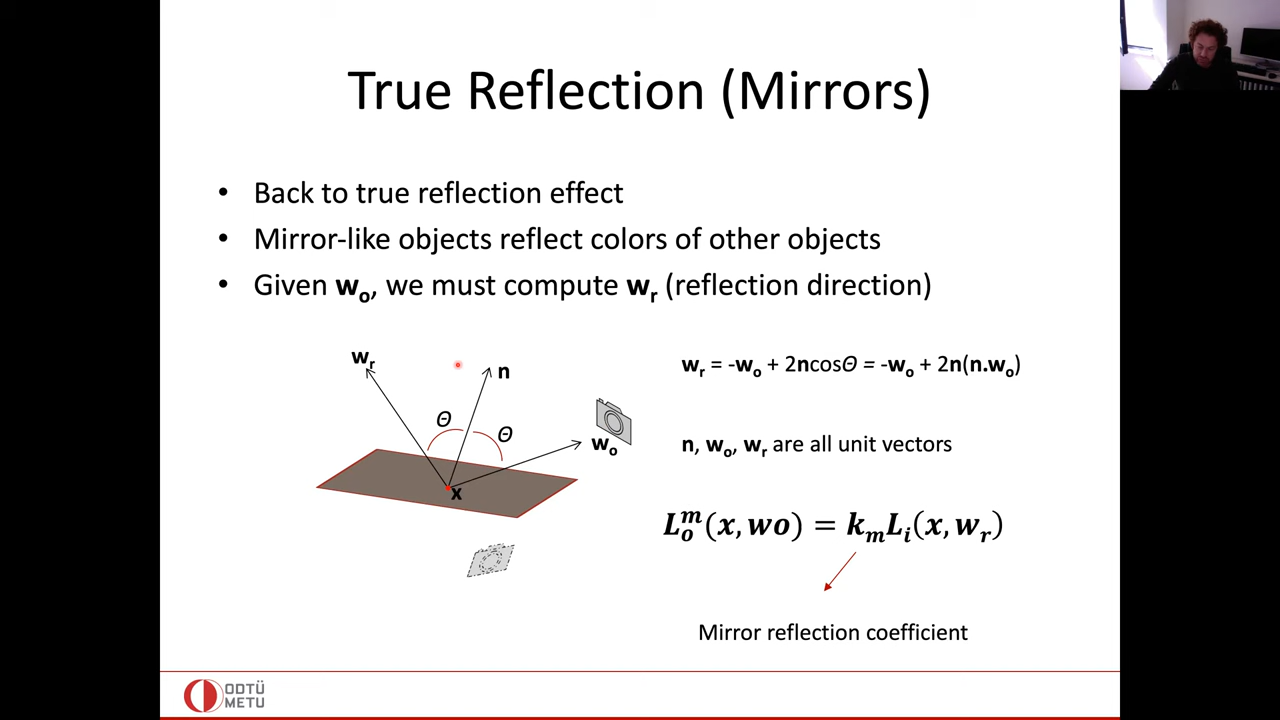 True Reflection (Mirrors)
• Back to true reflection effect
• Mirror-like objects reflect colors of other objects
• Given wₒ, we must compute wᵣ (reflection direction)
wᵣ
n
Θ
Θ
wₒ
x
wᵣ = -wₒ + 2ncosΘ = -wₒ + 2n(n.wₒ)
n, wₒ, wᵣ are all unit vectors
Lₒᵐ(x, wo) = kₘLᵢ(x, wᵣ)
Mirror reflection coefficient
ODTÜ
METU